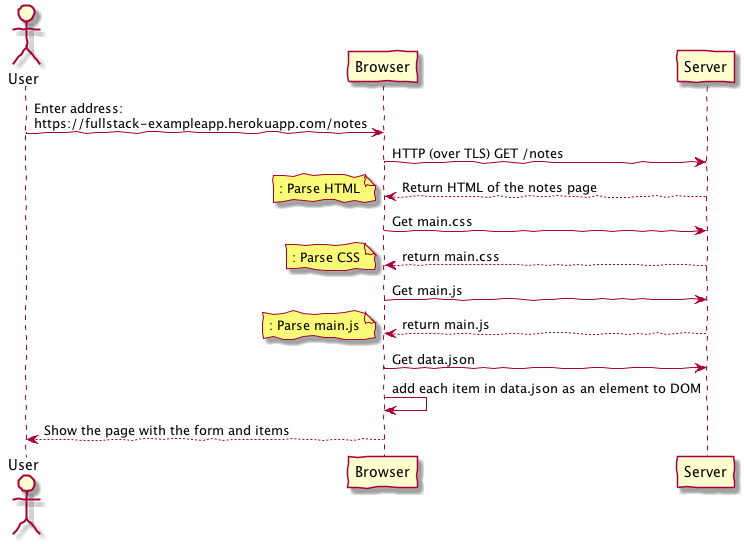 User
Browser
Server
Enter address:
https://fullstack-exampleapp.herokuapp.com/notes
HTTP (over TLS) GET /notes
: Parse HTML
Return HTML of the notes page
Get main.css
: Parse CSS
return main.css
Get main.js
: Parse main.js
return main.js
Get data.json
add each item in data.json as an element to DOM
Show the page with the form and items
User
Browser
Server